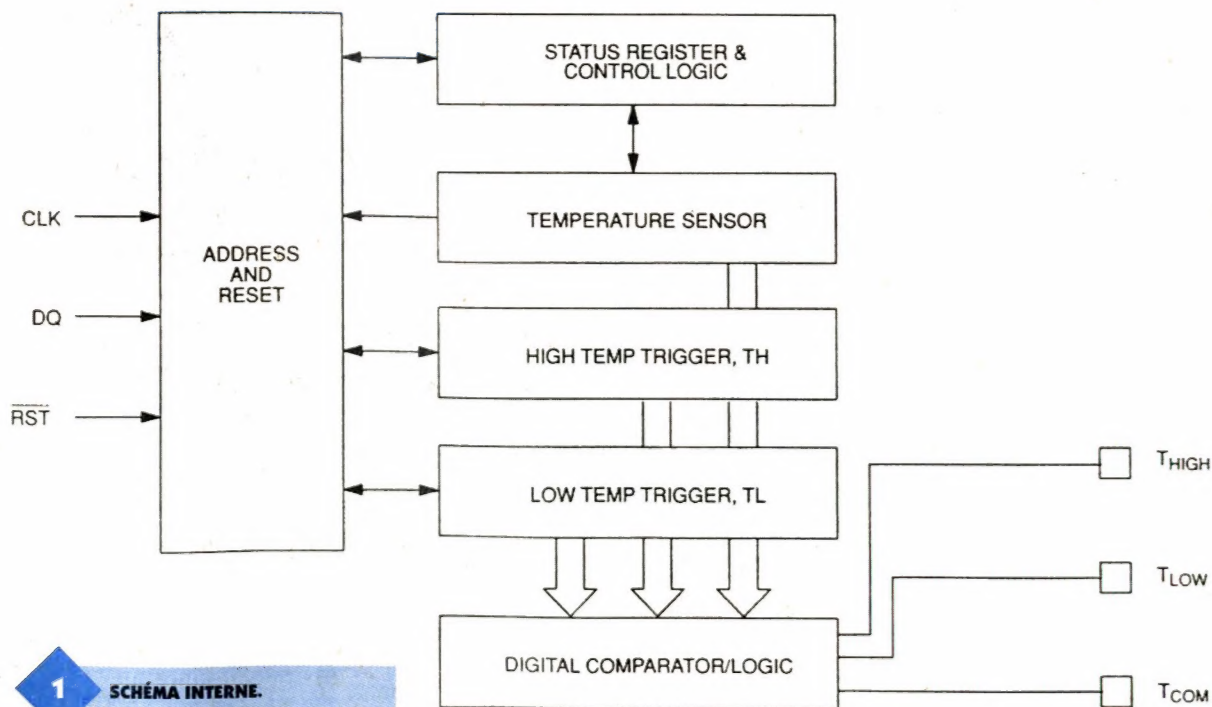 STATUS REGISTER &
CONTROL LOGIC
TEMPERATURE SENSOR
CLK
ADDRESS
AND
RESET
DQ
HIGH TEMP TRIGGER, TH
RST
LOW TEMP TRIGGER, TL
THIGH
TLOW
DIGITAL COMPARATOR/LOGIC
TCOM
1 SCHÉMA INTERNE.